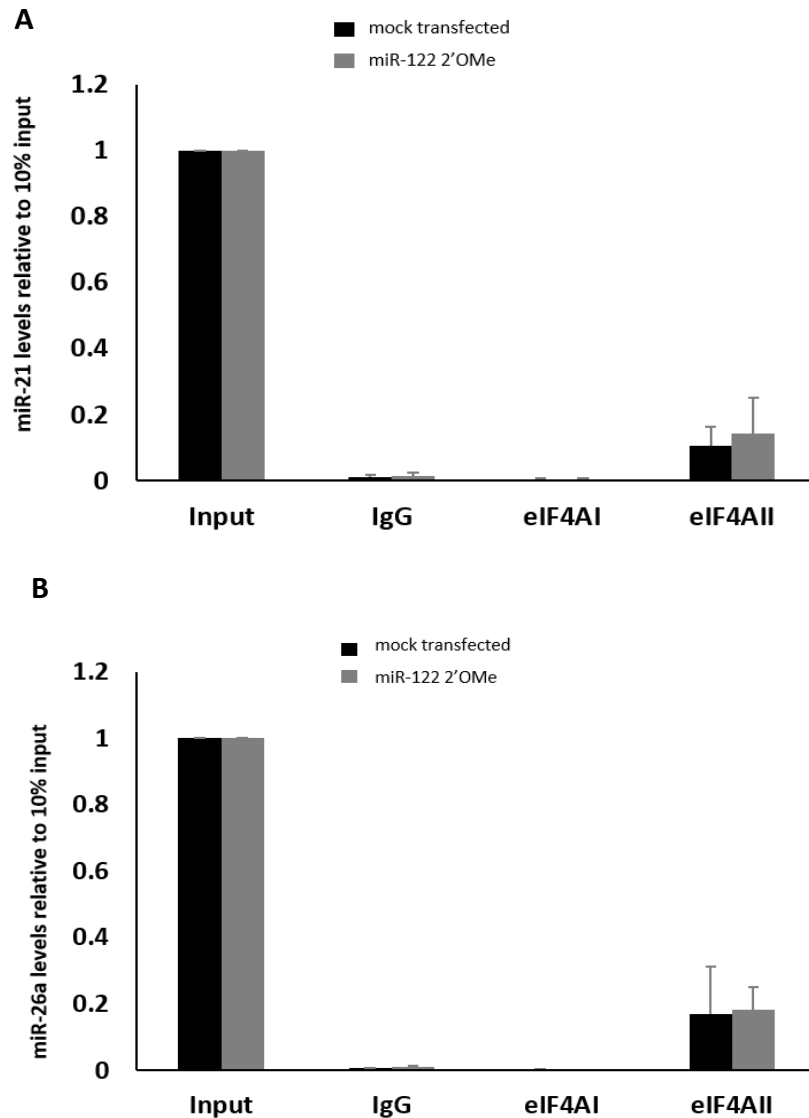 A
mock transfected
miR-122 2'OMe
miR-21 levels relative to 10% input
1.2
1
0.8
0.6
0.4
0.2
0
Input IgG eIF4AI eIF4AII
B
mock transfected
miR-122 2'OMe
miR-26a levels relative to 10% input
1.2
1
0.8
0.6
0.4
0.2
0
Input IgG eIF4AI eIF4AII